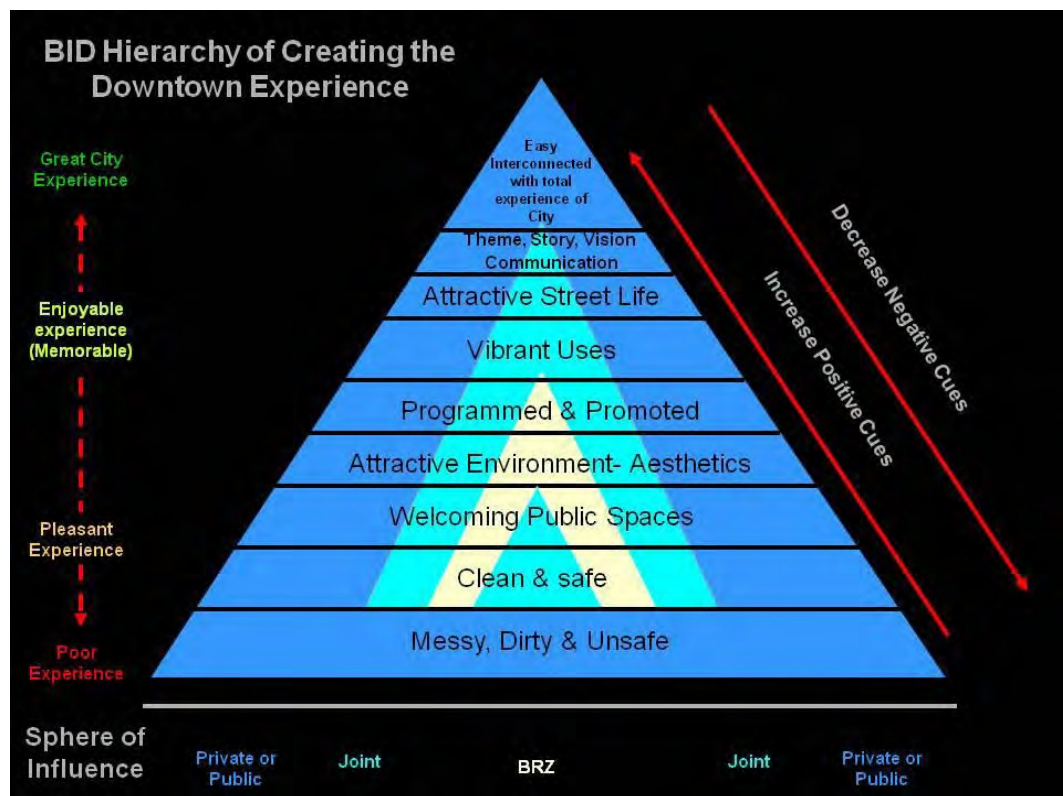 BID Hierarchy of Creating the
Downtown Experience
Great City
Experience
Enjoyable
experience
(Memorable)
Pleasant
Experience
Poor
Experience
Easy
Interconnected
with total
experience of
City
Theme, Story, Vision
Communication
Attractive Street Life
Vibrant Uses
Programmed & Promoted
Attractive Environment- Aesthetics
Welcoming Public Spaces
Clean & safe
Messy, Dirty & Unsafe
Increase Positive Cues
Decrease Negative Cues
Sphere of
Influence
Private or
Public
Joint
BRZ
Joint
Private or
Public